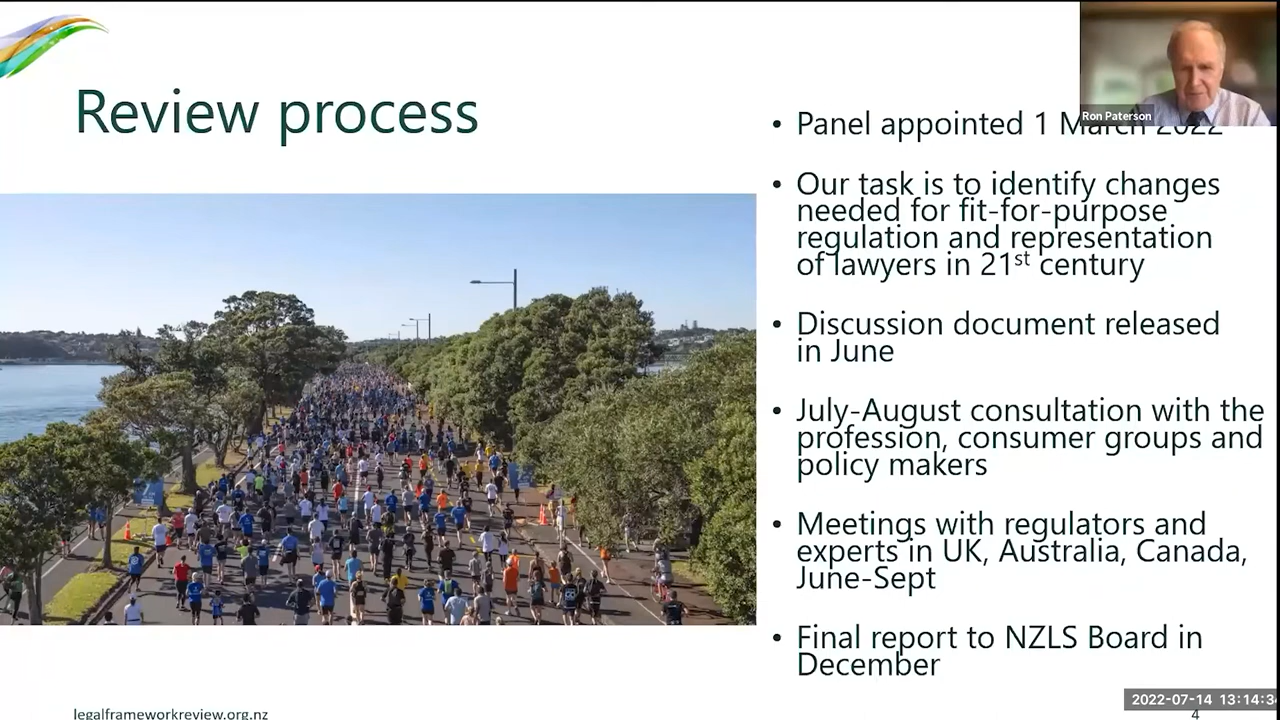 Review process
Ron Paterson
• Panel appointed 1 March 2022
• Our task is to identify changes
needed for fit-for-purpose
regulation and representation
of lawyers in 21st century
• Discussion document released
in June
• July-August consultation with the
profession, consumer groups and
policy makers
• Meetings with regulators and
experts in UK, Australia, Canada,
June-Sept
• Final report to NZLS Board in
December
2022-07-14 13:14:3
legalframeworkreview.org.nz
4